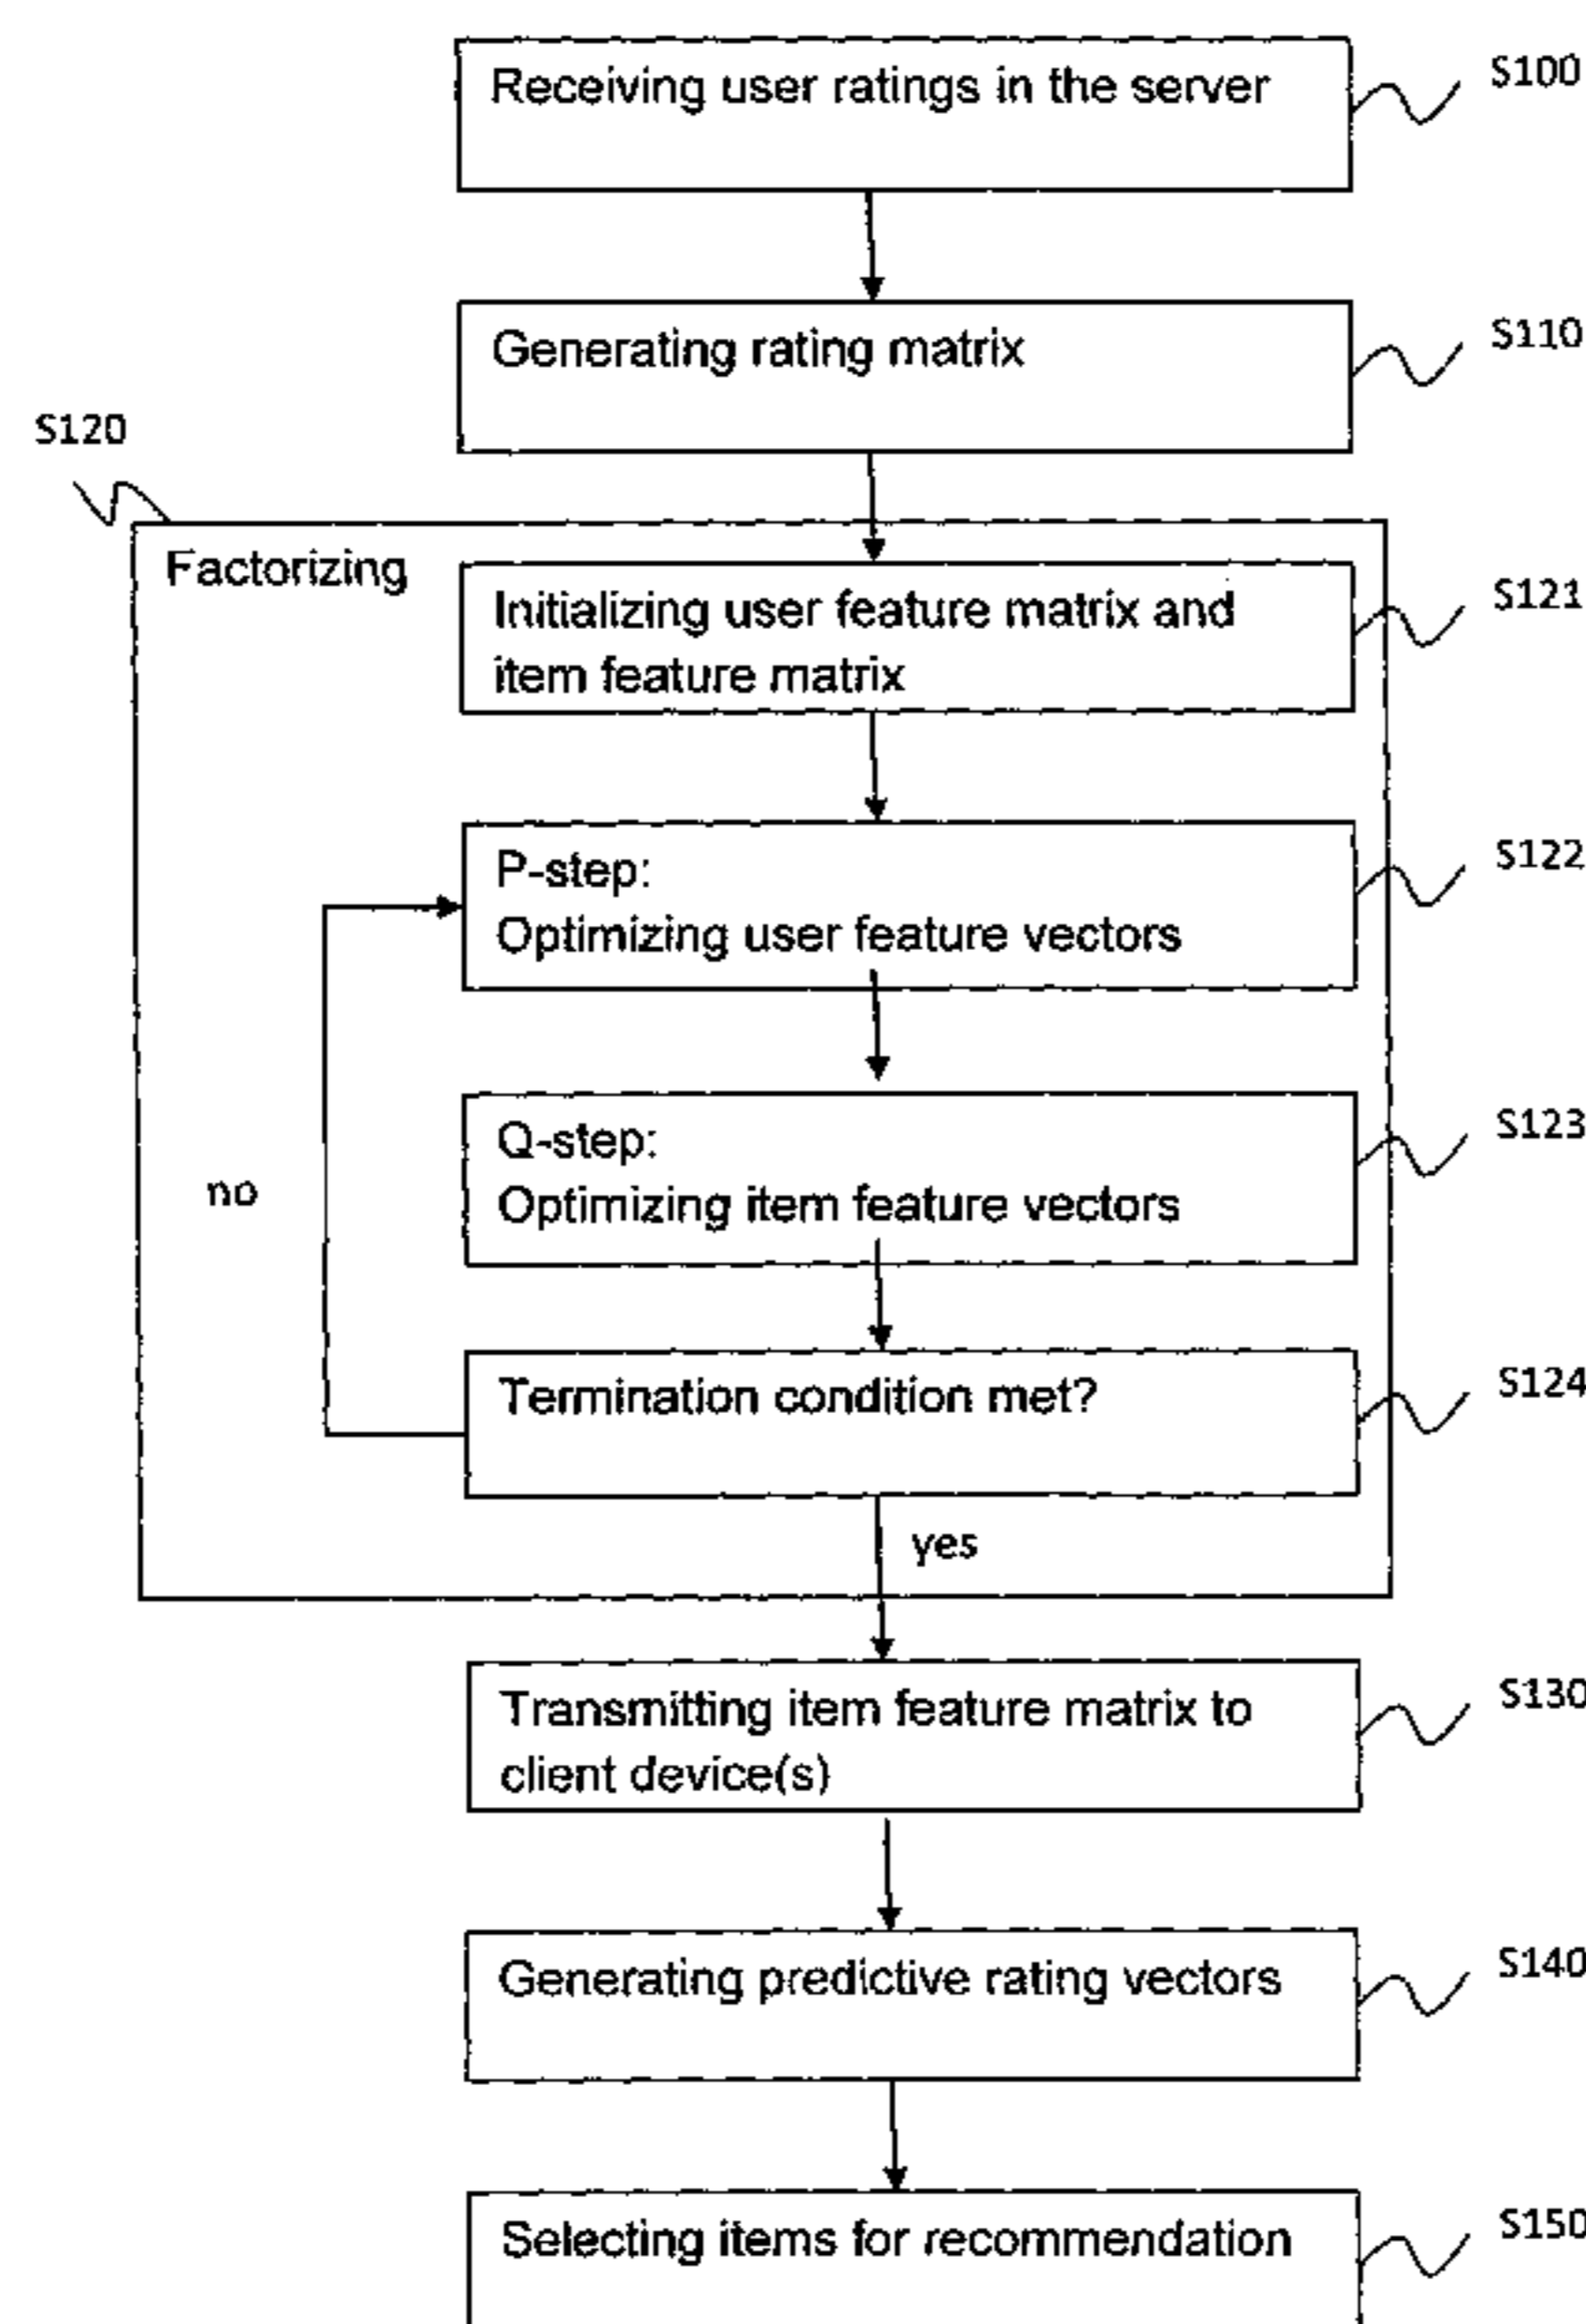 Receiving user ratings in the server
S100
Generating rating matrix
S110
S120
Factorizing
Initializing user feature matrix and
item feature matrix
S121
P-step:
Optimizing user feature vectors
S122
Q-step:
Optimizing item feature vectors
S123
no
Termination condition met?
S124
yes
Transmitting item feature matrix to
client device(s)
S130
Generating predictive rating vectors
S140
Selecting items for recommendation
S150